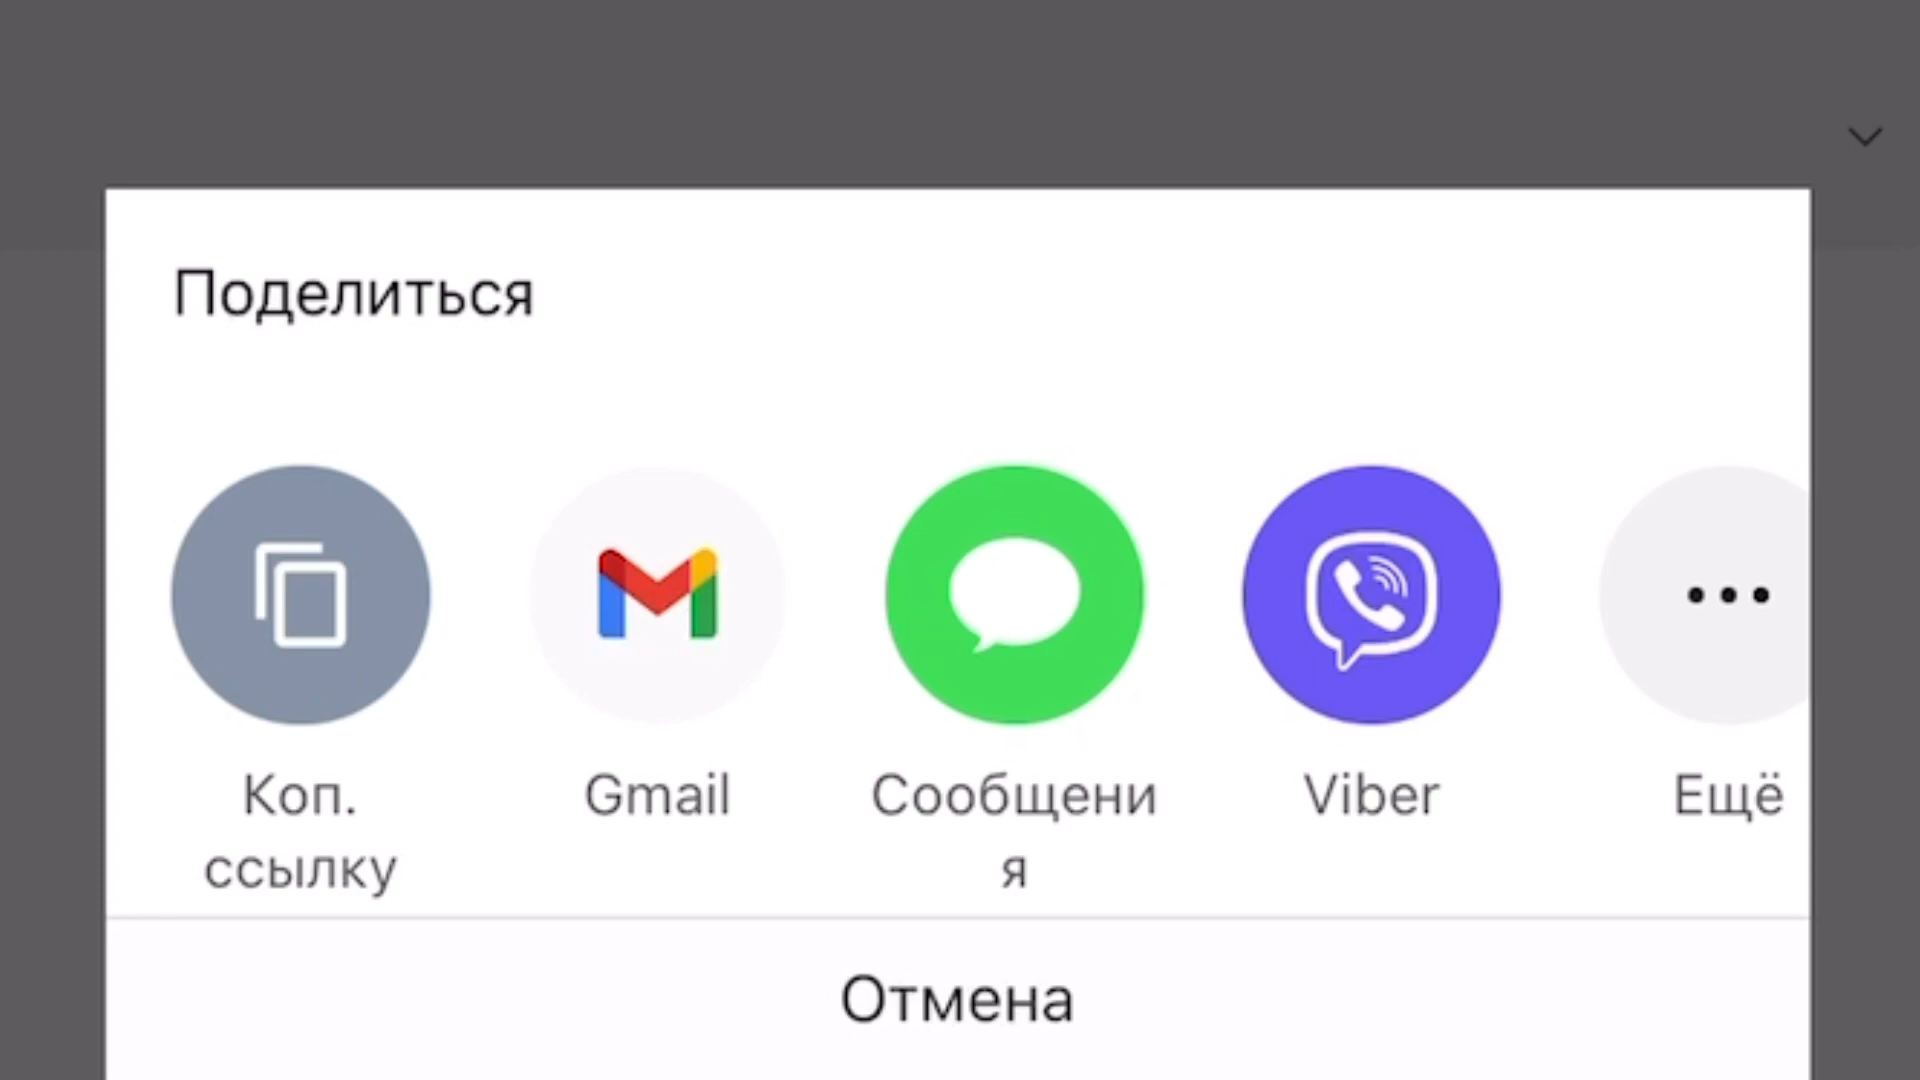 Поделиться
Коп.
ссылку
Gmail
Сообщени
я
Viber
Ещё
Отмена